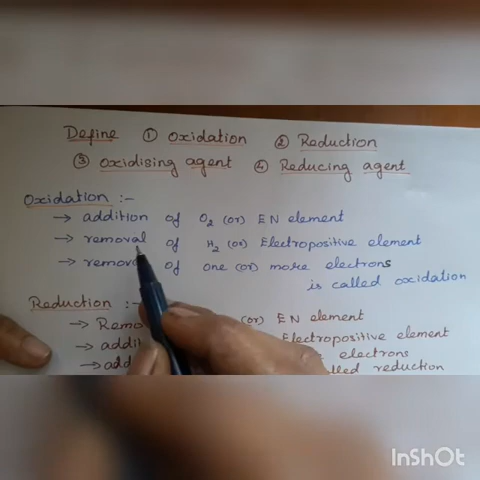 Define ① Oxidation ② Reduction
③ Oxidising agent ④ Reducing agent
Oxidation :-
→ addition of O₂ (or) EN element
→ removal of H₂ (or) Electropositive element
→ of one (or) more electrons
is called oxidation
Reduction :-
→ (or) EN element
→ Electropositive element
→ electrons
reduction
InShOt